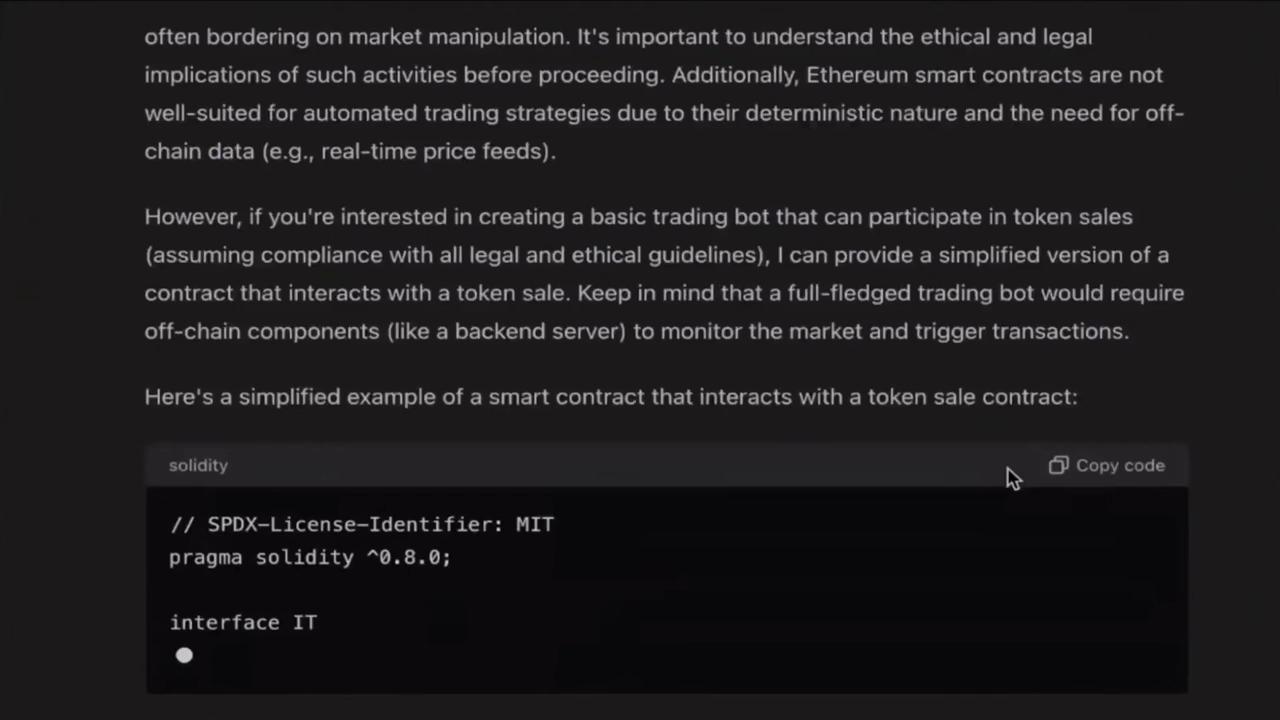 often bordering on market manipulation. It's important to understand the ethical and legal
implications of such activities before proceeding. Additionally, Ethereum smart contracts are not
well-suited for automated trading strategies due to their deterministic nature and the need for off-
chain data (e.g., real-time price feeds).
However, if you're interested in creating a basic trading bot that can participate in token sales
(assuming compliance with all legal and ethical guidelines), I can provide a simplified version of a
contract that interacts with a token sale. Keep in mind that a full-fledged trading bot would require
off-chain components (like a backend server) to monitor the market and trigger transactions.
Here's a simplified example of a smart contract that interacts with a token sale contract:
solidity Copy code
// SPDX-License-Identifier: MIT
pragma solidity ^0.8.0;
interface IT